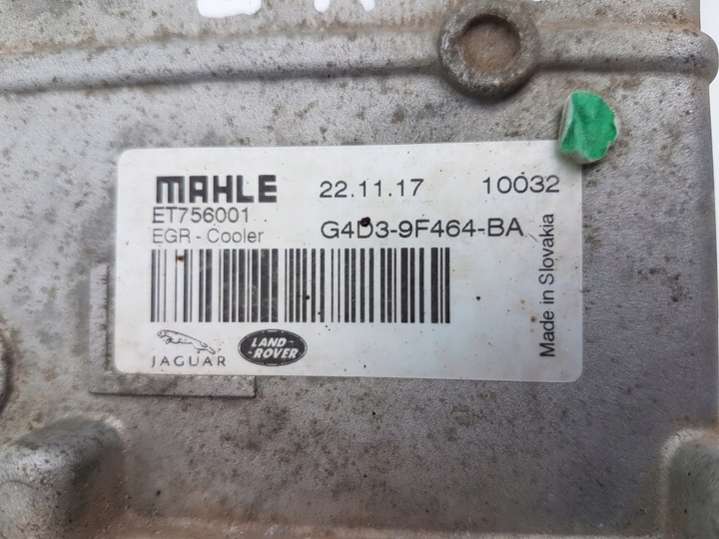 MAHLE 22.11.17 10032
ET756001
EGR - Cooler G4D3-9F464-BA
Made in Slovakia
JAGUAR
LAND
ROVER